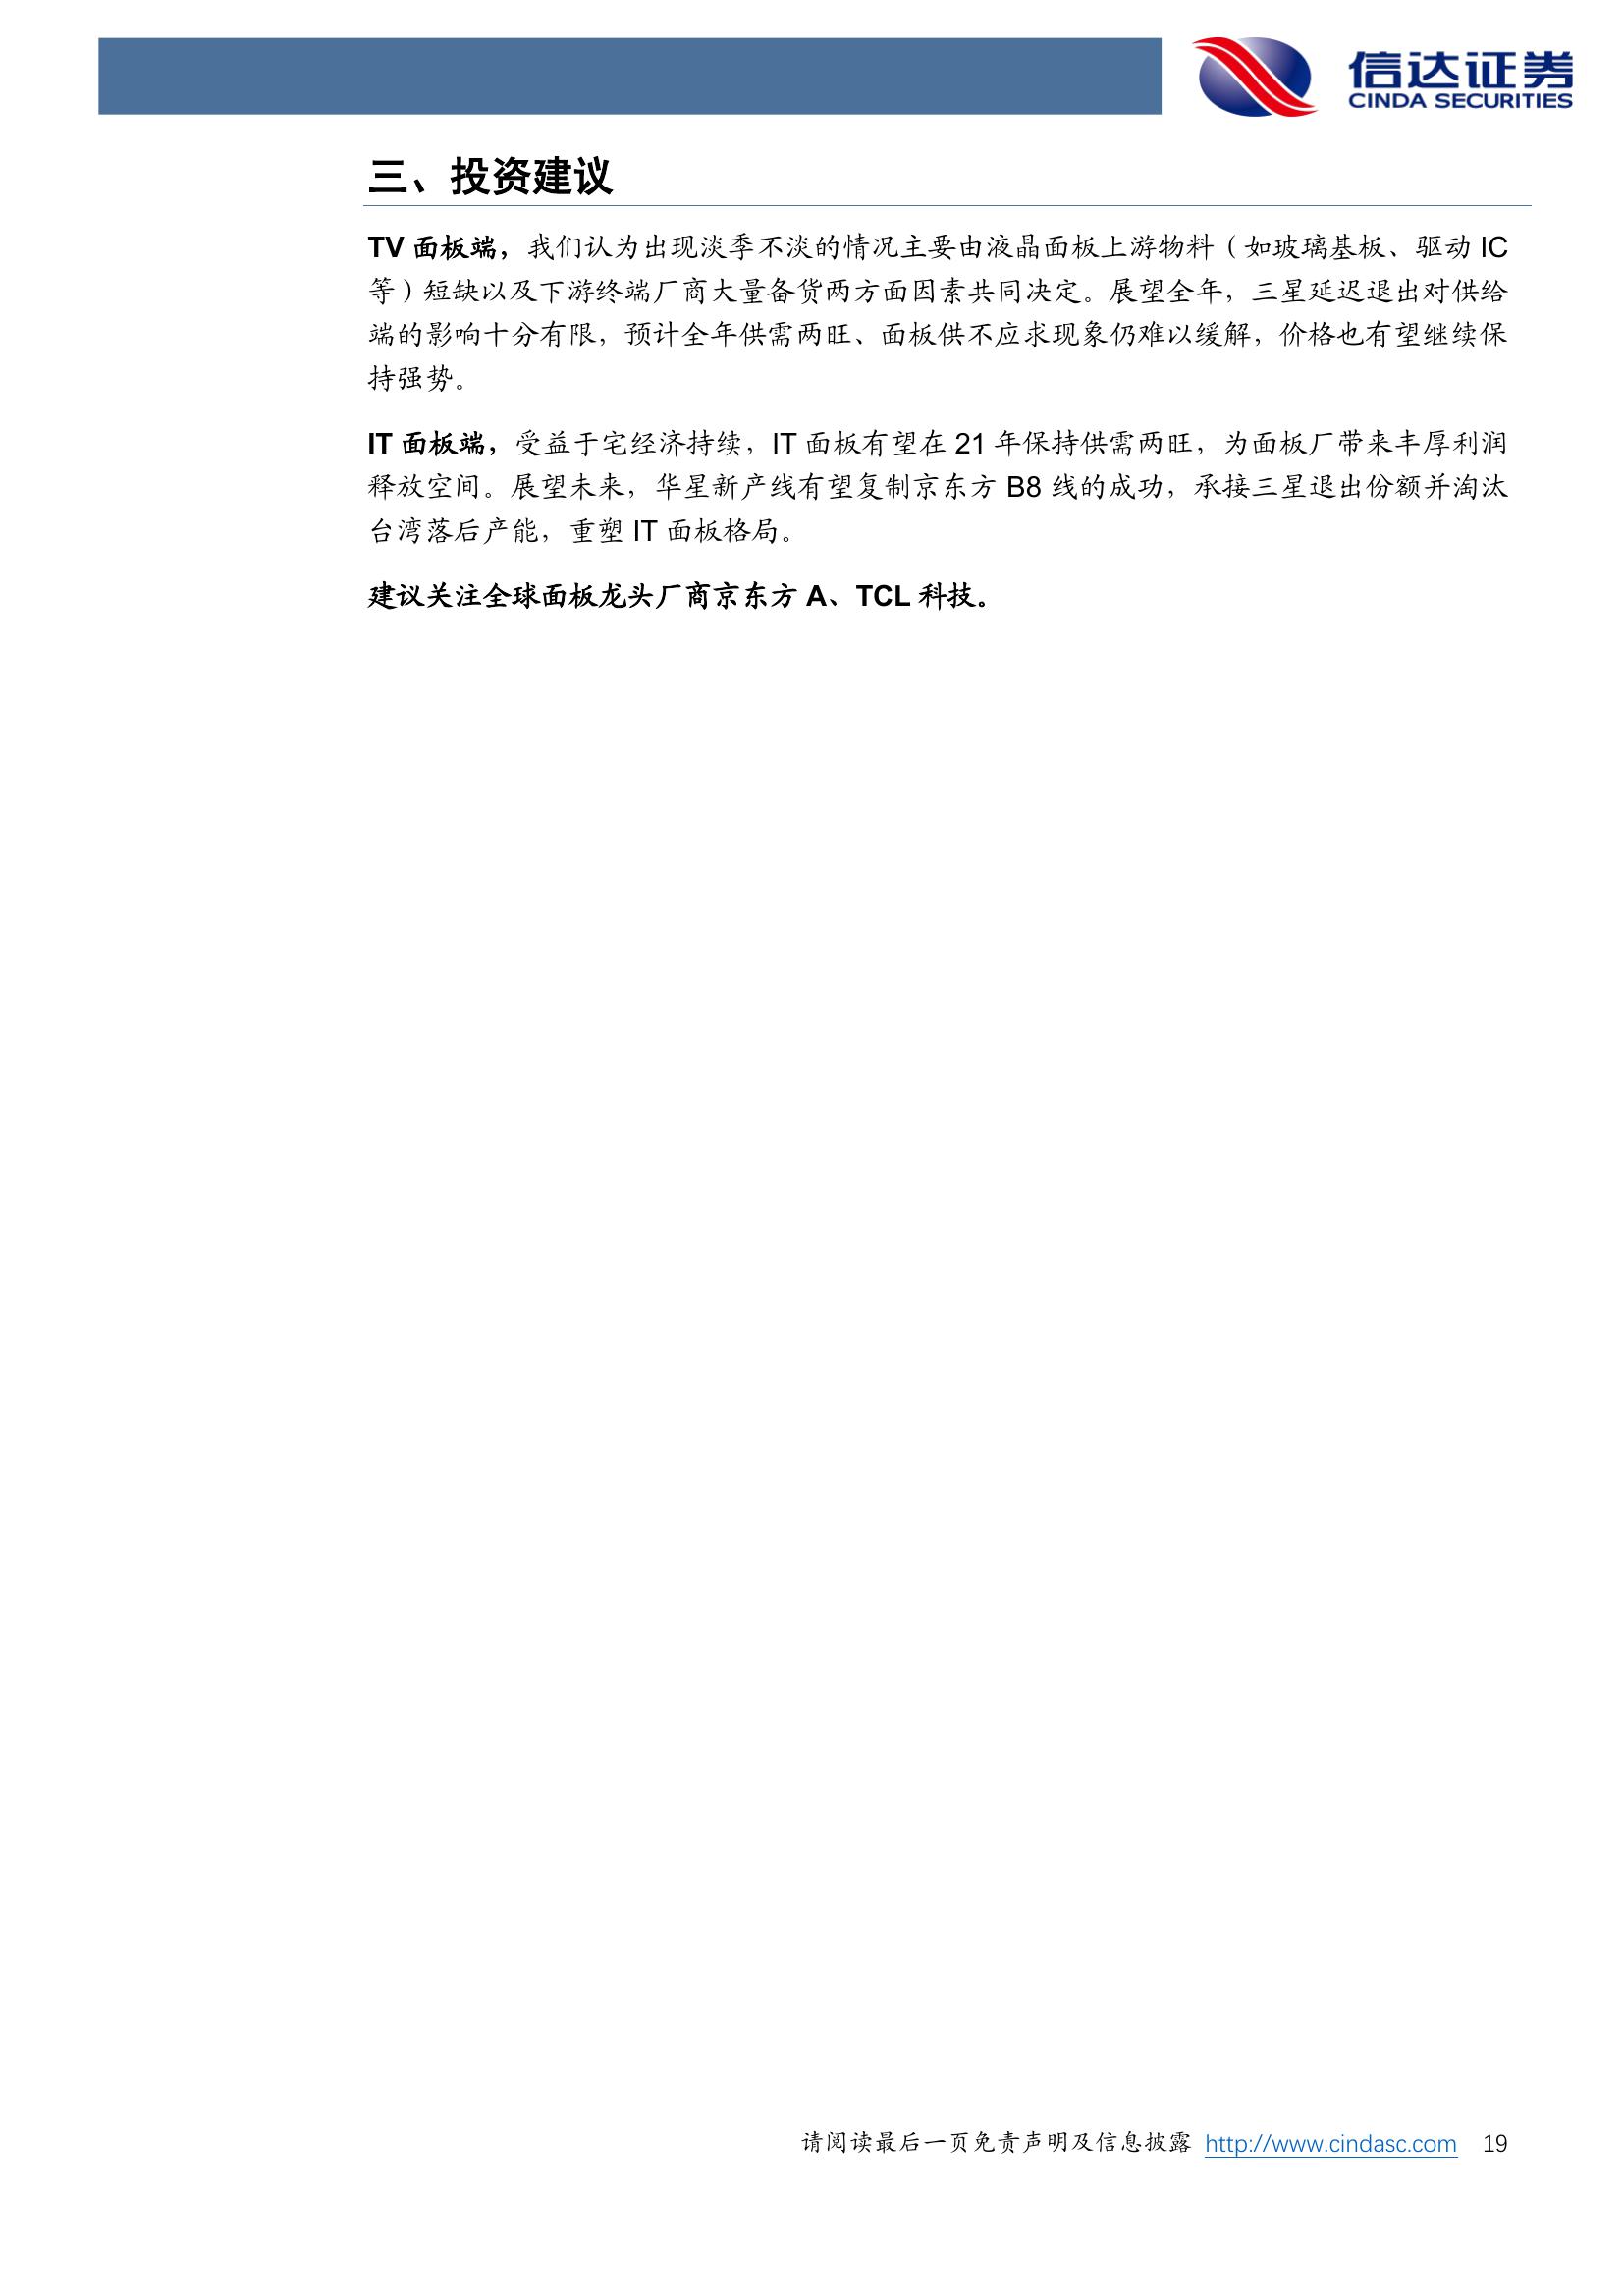 信达证券
CINDA SECURITIES
三、投资建议
TV 面板端，我们认为出现淡季不淡的情况主要由液晶面板上游物料（如玻璃基板、驱动 IC
等）短缺以及下游终端厂商大量备货两方面因素共同决定。展望全年，三星延迟退出对供给
端的影响十分有限，预计全年供需两旺、面板供不应求现象仍难以缓解，价格也有望继续保
持强势。
IT 面板端，受益于宅经济持续，IT 面板有望在 21 年保持供需两旺，为面板厂带来丰厚利润
释放空间。展望未来，华星新产线有望复制京东方 B8 线的成功，承接三星退出份额并淘汰
台湾落后产能，重塑 IT 面板格局。
建议关注全球面板龙头厂商京东方 A、TCL 科技。
请阅读最后一页免责声明及信息披露 http://www.cindasc.com 19